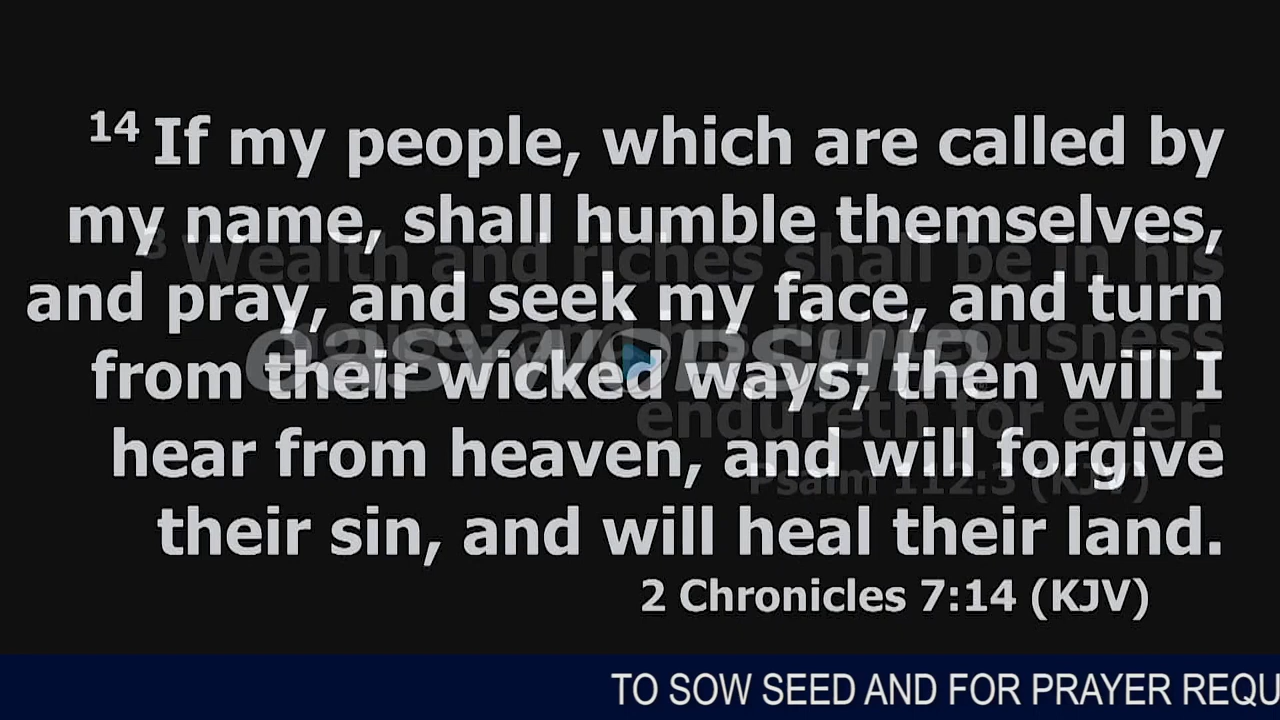 14 If my people, which are called by
my name, shall humble themselves,
3 Wealth and riches shall be in his
and pray, and seek my face, and turn
house: and his righteousness
easyworship
from their wicked ways; then will I
endureth for ever.
hear from heaven, and will forgive
Psalm 112:3 (KJV)
their sin, and will heal their land.
2 Chronicles 7:14 (KJV)
TO SOW SEED AND FOR PRAYER REQU